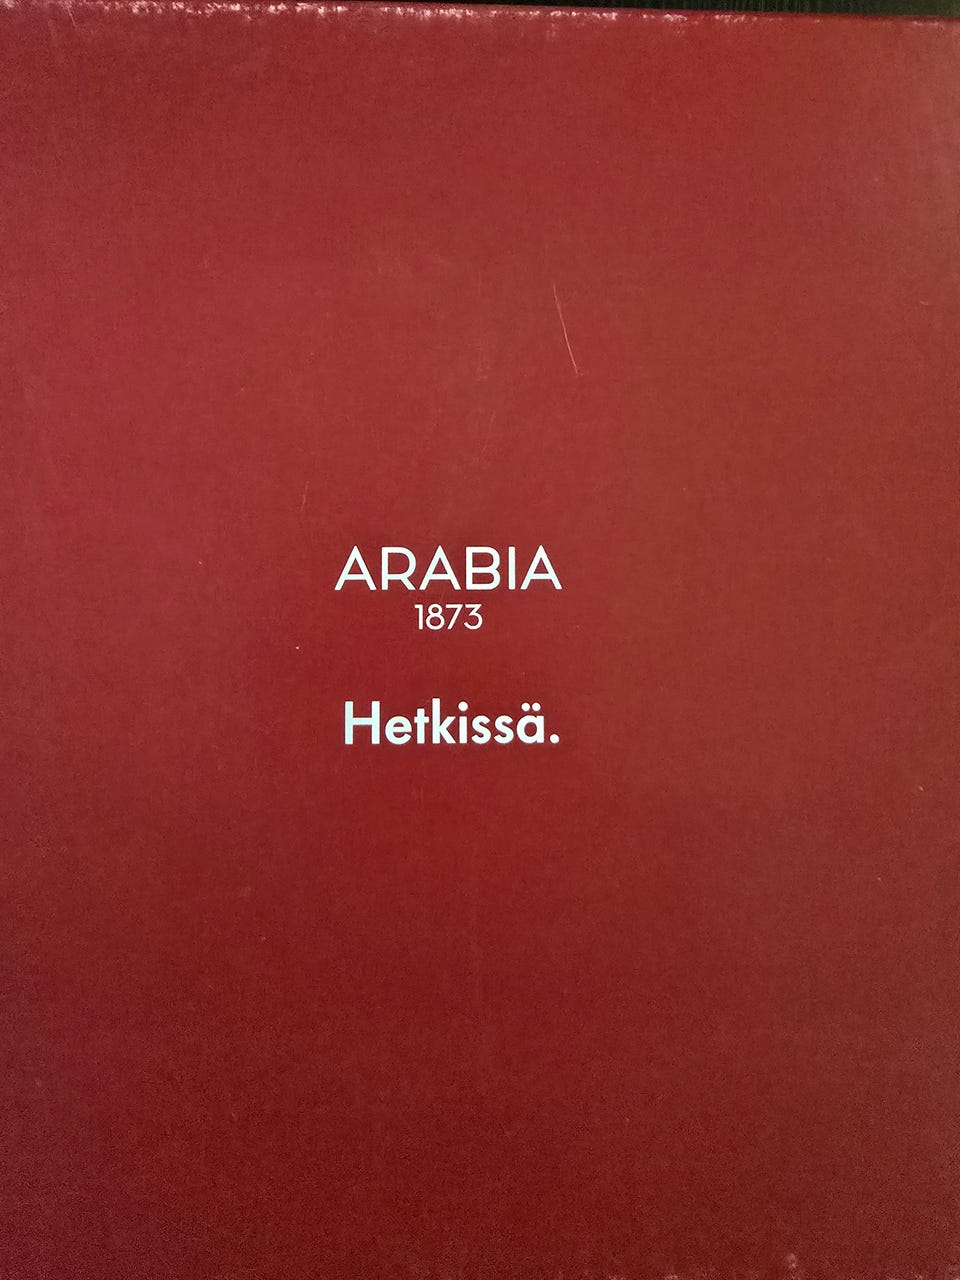 ARABIA
1873
Hetkissä.